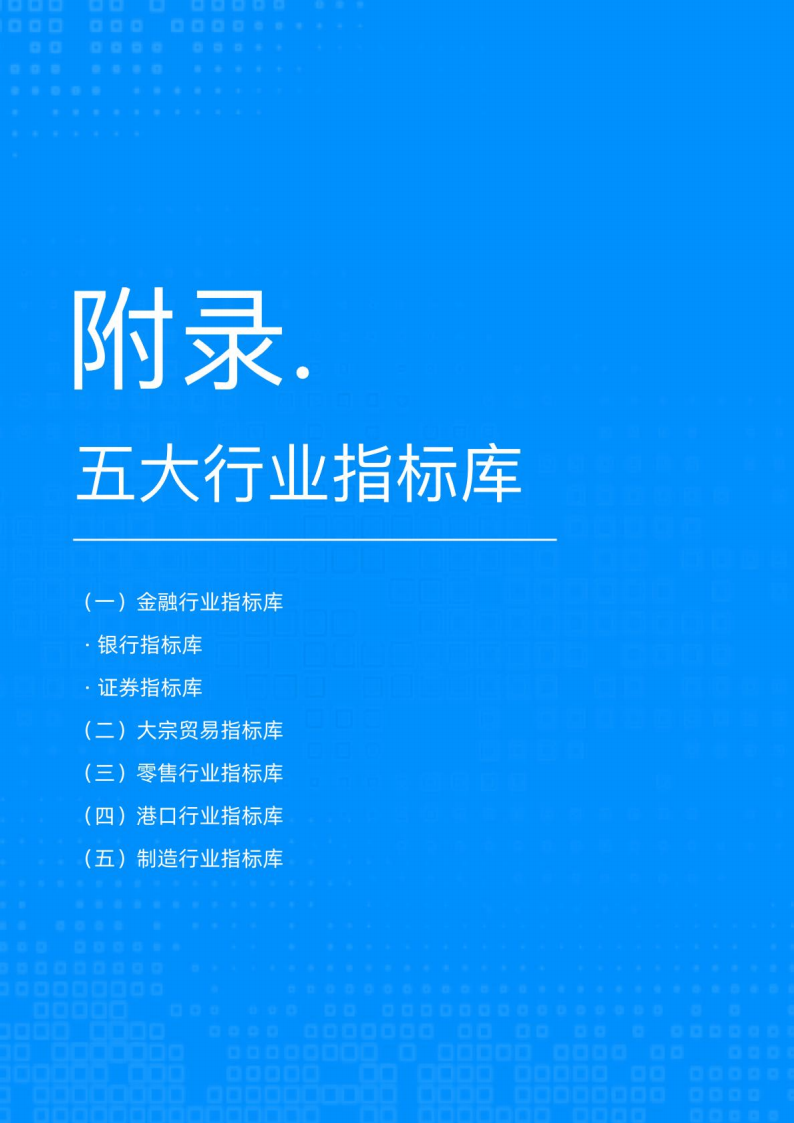 附录.
五大行业指标库
（一）金融行业指标库
· 银行指标库
· 证券指标库
（二）大宗贸易指标库
（三）零售行业指标库
（四）港口行业指标库
（五）制造行业指标库